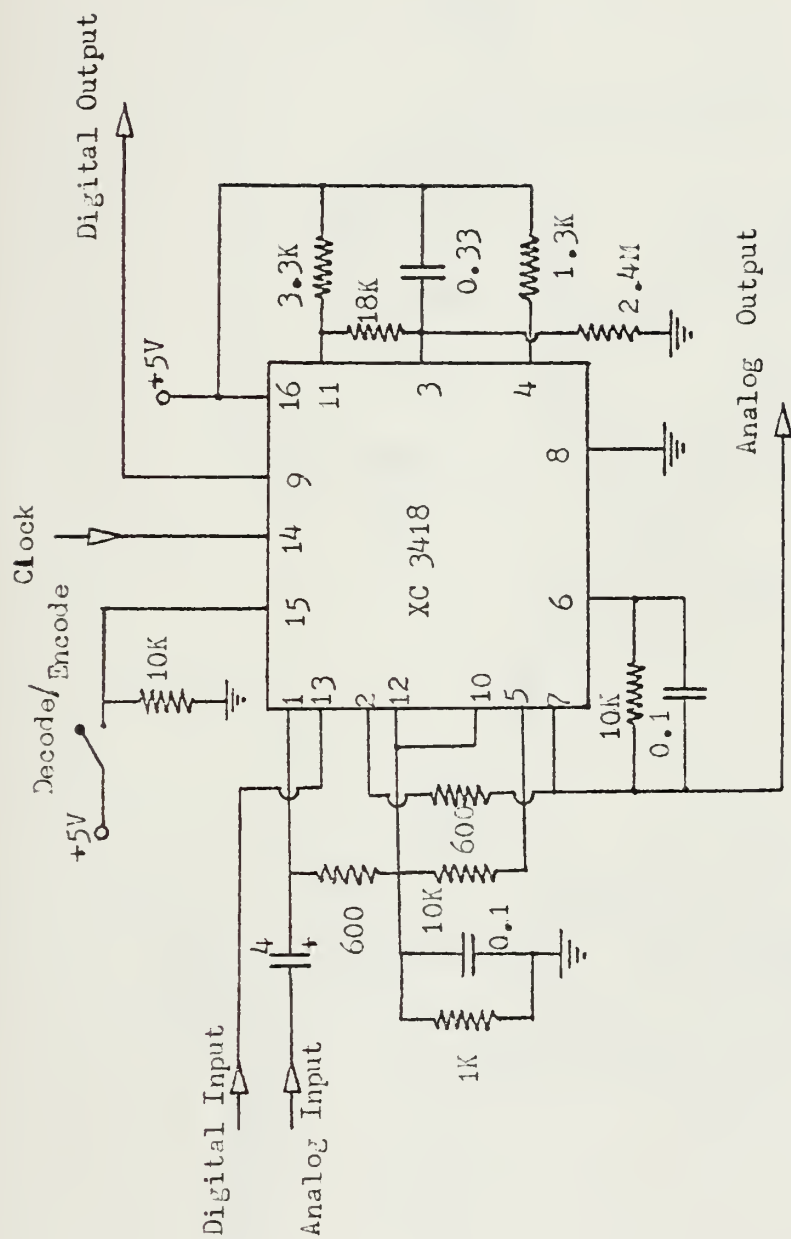 Digital Output
+5V
Clock
Decode/Encode
+5V
10K
16
9
14
15
11
3
4
8
6
1
13
2
12
10
5
7
XC 3418
3.3K
18K
0.33
1.3K
2.4M
Digital Input
Analog Input
4
+
600
10K
600
0.1
1K
10K
0.1
Analog Output